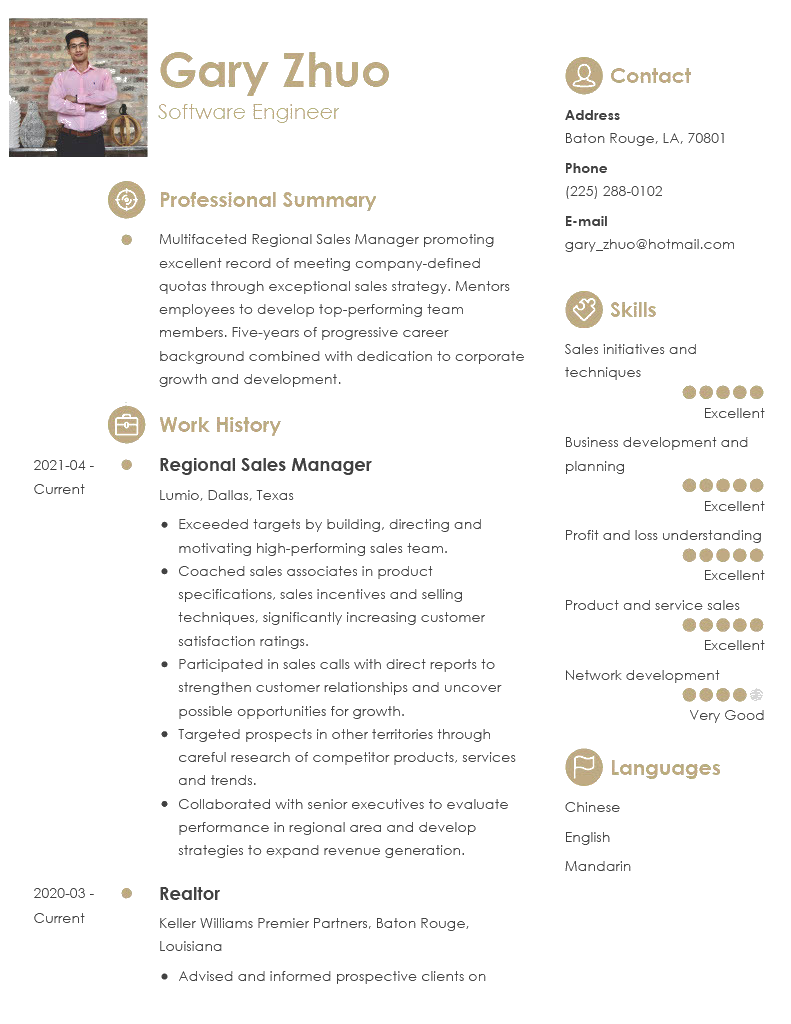 Gary Zhuo
Software Engineer
Professional Summary
Multifaceted Regional Sales Manager promoting
excellent record of meeting company-defined
quotas through exceptional sales strategy. Mentors
employees to develop top-performing team
members. Five-years of progressive career
background combined with dedication to corporate
growth and development.
Work History
2021-04 -
Current
Regional Sales Manager
Lumio, Dallas, Texas
• Exceeded targets by building, directing and
motivating high-performing sales team.
• Coached sales associates in product
specifications, sales incentives and selling
techniques, significantly increasing customer
satisfaction ratings.
• Participated in sales calls with direct reports to
strengthen customer relationships and uncover
possible opportunities for growth.
• Targeted prospects in other territories through
careful research of competitor products, services
and trends.
• Collaborated with senior executives to evaluate
performance in regional area and develop
strategies to expand revenue generation.
2020-03 -
Current
Realtor
Keller Williams Premier Partners, Baton Rouge,
Louisiana
• Advised and informed prospective clients on
Contact
Address
Baton Rouge, LA, 70801
Phone
(225) 288-0102
E-mail
gary_zhuo@hotmail.com
Skills
Sales initiatives and
techniques
Excellent
Business development and
planning
Excellent
Profit and loss understanding
Excellent
Product and service sales
Excellent
Network development
Very Good
Languages
Chinese
English
Mandarin